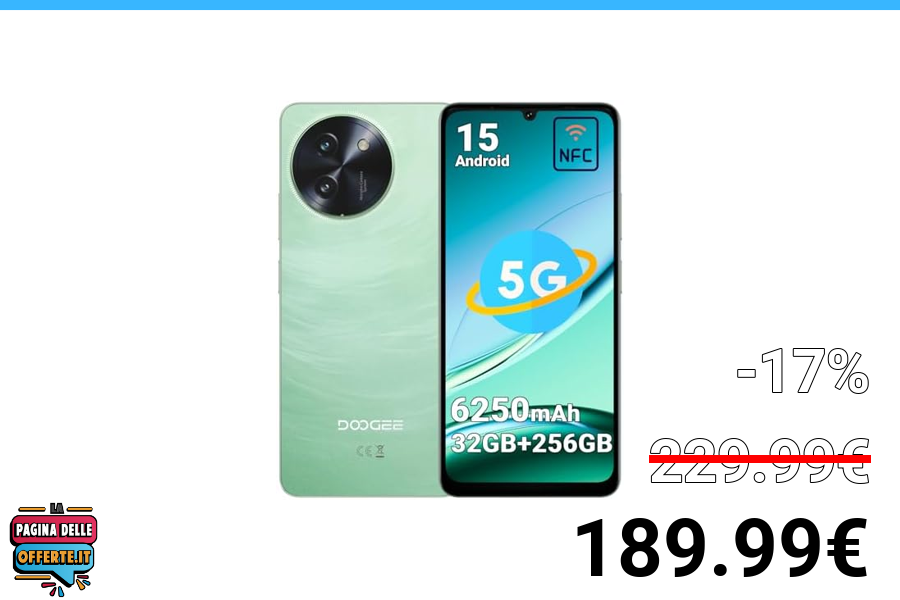 15
Android
NFC
5G
6250mAh
32GB+256GB
DOOGEE
CE
-17%
229.99€
189.99€
LA
PAGINA DELLE
OFFERTE.IT